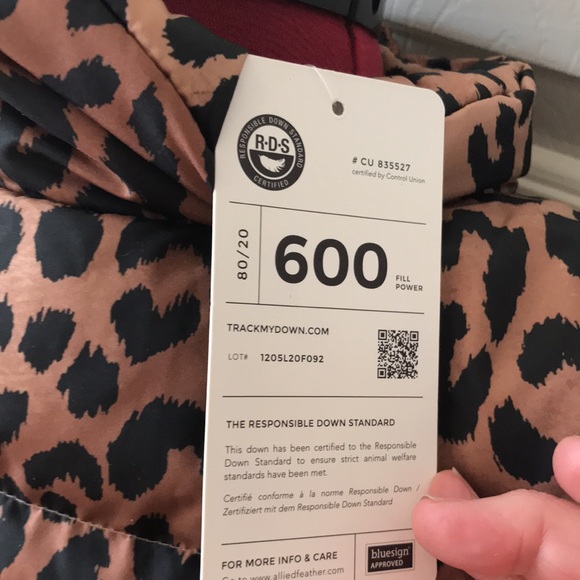 RESPONSIBLE DOWN STANDARD
R·D·S
CERTIFIED
# CU 835527
certified by Control Union
80/20
600
FILL
POWER
TRACKMYDOWN.COM
LOT# 1205L20F092
THE RESPONSIBLE DOWN STANDARD
This down has been certified to the Responsible
Down Standard to ensure strict animal welfare
standards have been met.
Certifié conforme à la norme Responsible Down /
Zertifiziert mit dem Responsible Down Standard
FOR MORE INFO & CARE
Go to www.alliedfeather.com
bluesign
APPROVED